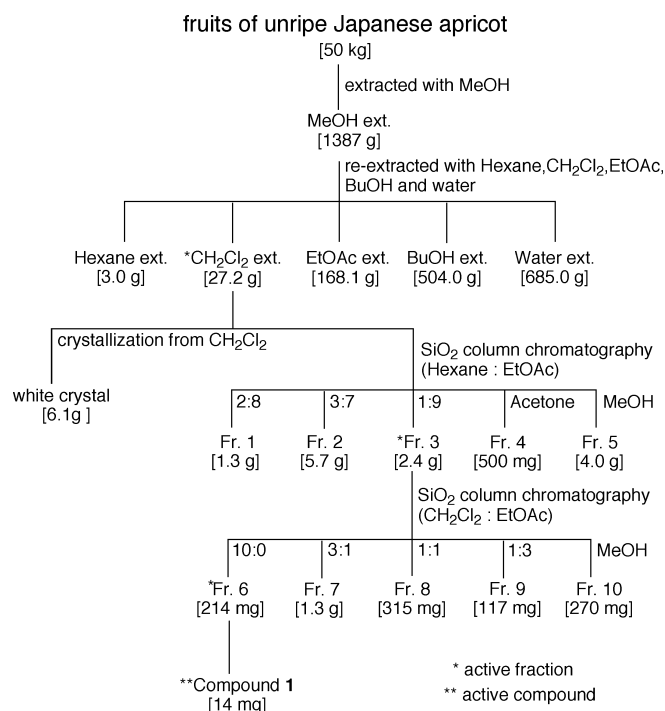 fruits of unripe Japanese apricot
[50 kg]
extracted with MeOH
MeOH ext.
[1387 g]
re-extracted with Hexane,CH₂Cl₂,EtOAc,
BuOH and water
Hexane ext. *CH₂Cl₂ ext. EtOAc ext. BuOH ext. Water ext.
[3.0 g] [27.2 g] [168.1 g] [504.0 g] [685.0 g]
crystallization from CH₂Cl₂
SiO₂ column chromatography
(Hexane : EtOAc)
white crystal
[6.1g ]
2:8 3:7 1:9 Acetone MeOH
Fr. 1 Fr. 2 *Fr. 3 Fr. 4 Fr. 5
[1.3 g] [5.7 g] [2.4 g] [500 mg] [4.0 g]
SiO₂ column chromatography
(CH₂Cl₂ : EtOAc)
10:0 3:1 1:1 1:3 MeOH
*Fr. 6 Fr. 7 Fr. 8 Fr. 9 Fr. 10
[214 mg] [1.3 g] [315 mg] [117 mg] [270 mg]
**Compound 1
[14 mg]
* active fraction
** active compound